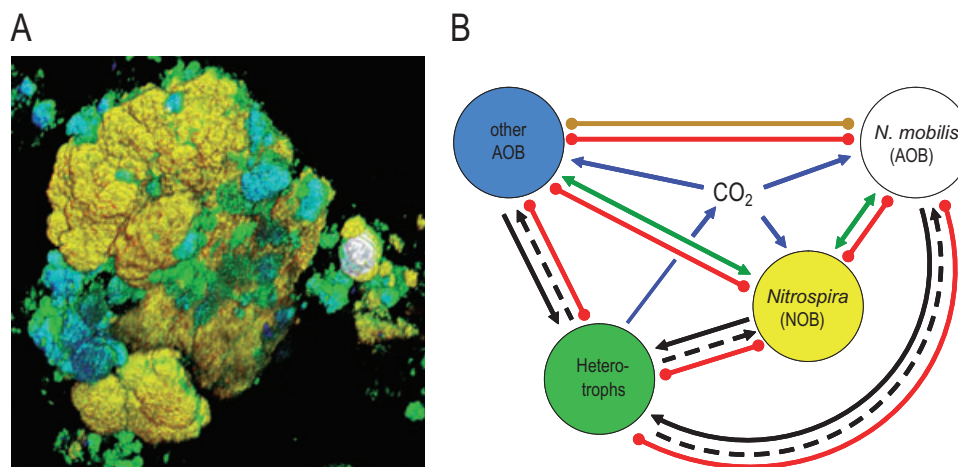 A
B
other
AOB
N. mobilis
(AOB)
CO₂
Nitrospira
(NOB)
Hetero-
trophs